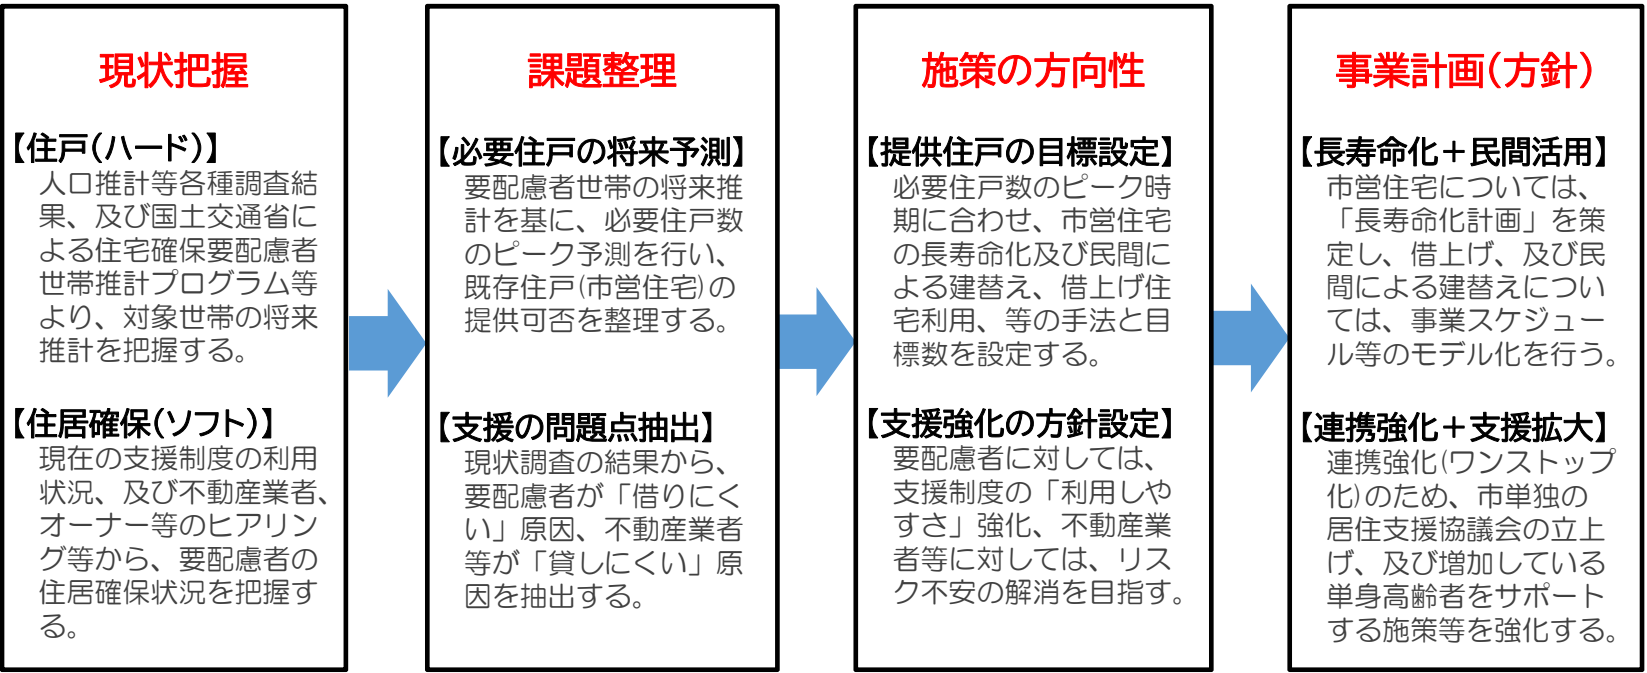 現状把握
【住戸(ハード)】
人口推計等各種調査結
果、及び国土交通省に
よる住宅確保要配慮者
世帯推計プログラム等
より、対象世帯の将来
推計を把握する。
【住居確保(ソフト)】
現在の支援制度の利用
状況、及び不動産業者、
オーナー等のヒアリン
グ等から、要配慮者の
住居確保状況を把握す
る。
課題整理
【必要住戸の将来予測】
要配慮者世帯の将来推
計を基に、必要住戸数
のピーク予測を行い、
既存住戸(市営住宅)の
提供可否を整理する。
【支援の問題点抽出】
現状調査の結果から、
要配慮者が「借りにく
い」原因、不動産業者
等が「貸しにくい」原
因を抽出する。
施策の方向性
【提供住戸の目標設定】
必要住戸数のピーク時
期に合わせ、市営住宅
の長寿命化及び民間に
よる建替え、借上げ住
宅利用、等の手法と目
標数を設定する。
【支援強化の方針設定】
要配慮者に対しては、
支援制度の「利用しや
すさ」強化、不動産業
者等に対しては、リス
ク不安の解消を目指す。
事業計画(方針)
【長寿命化+民間活用】
市営住宅については、
「長寿命化計画」を策
定し、借上げ、及び民
間による建替えについ
ては、事業スケジュー
ル等のモデル化を行う。
【連携強化+支援拡大】
連携強化(ワンストップ
化)のため、市単独の
居住支援協議会の立上
げ、及び増加している
単身高齢者をサポート
する施策等を強化する。